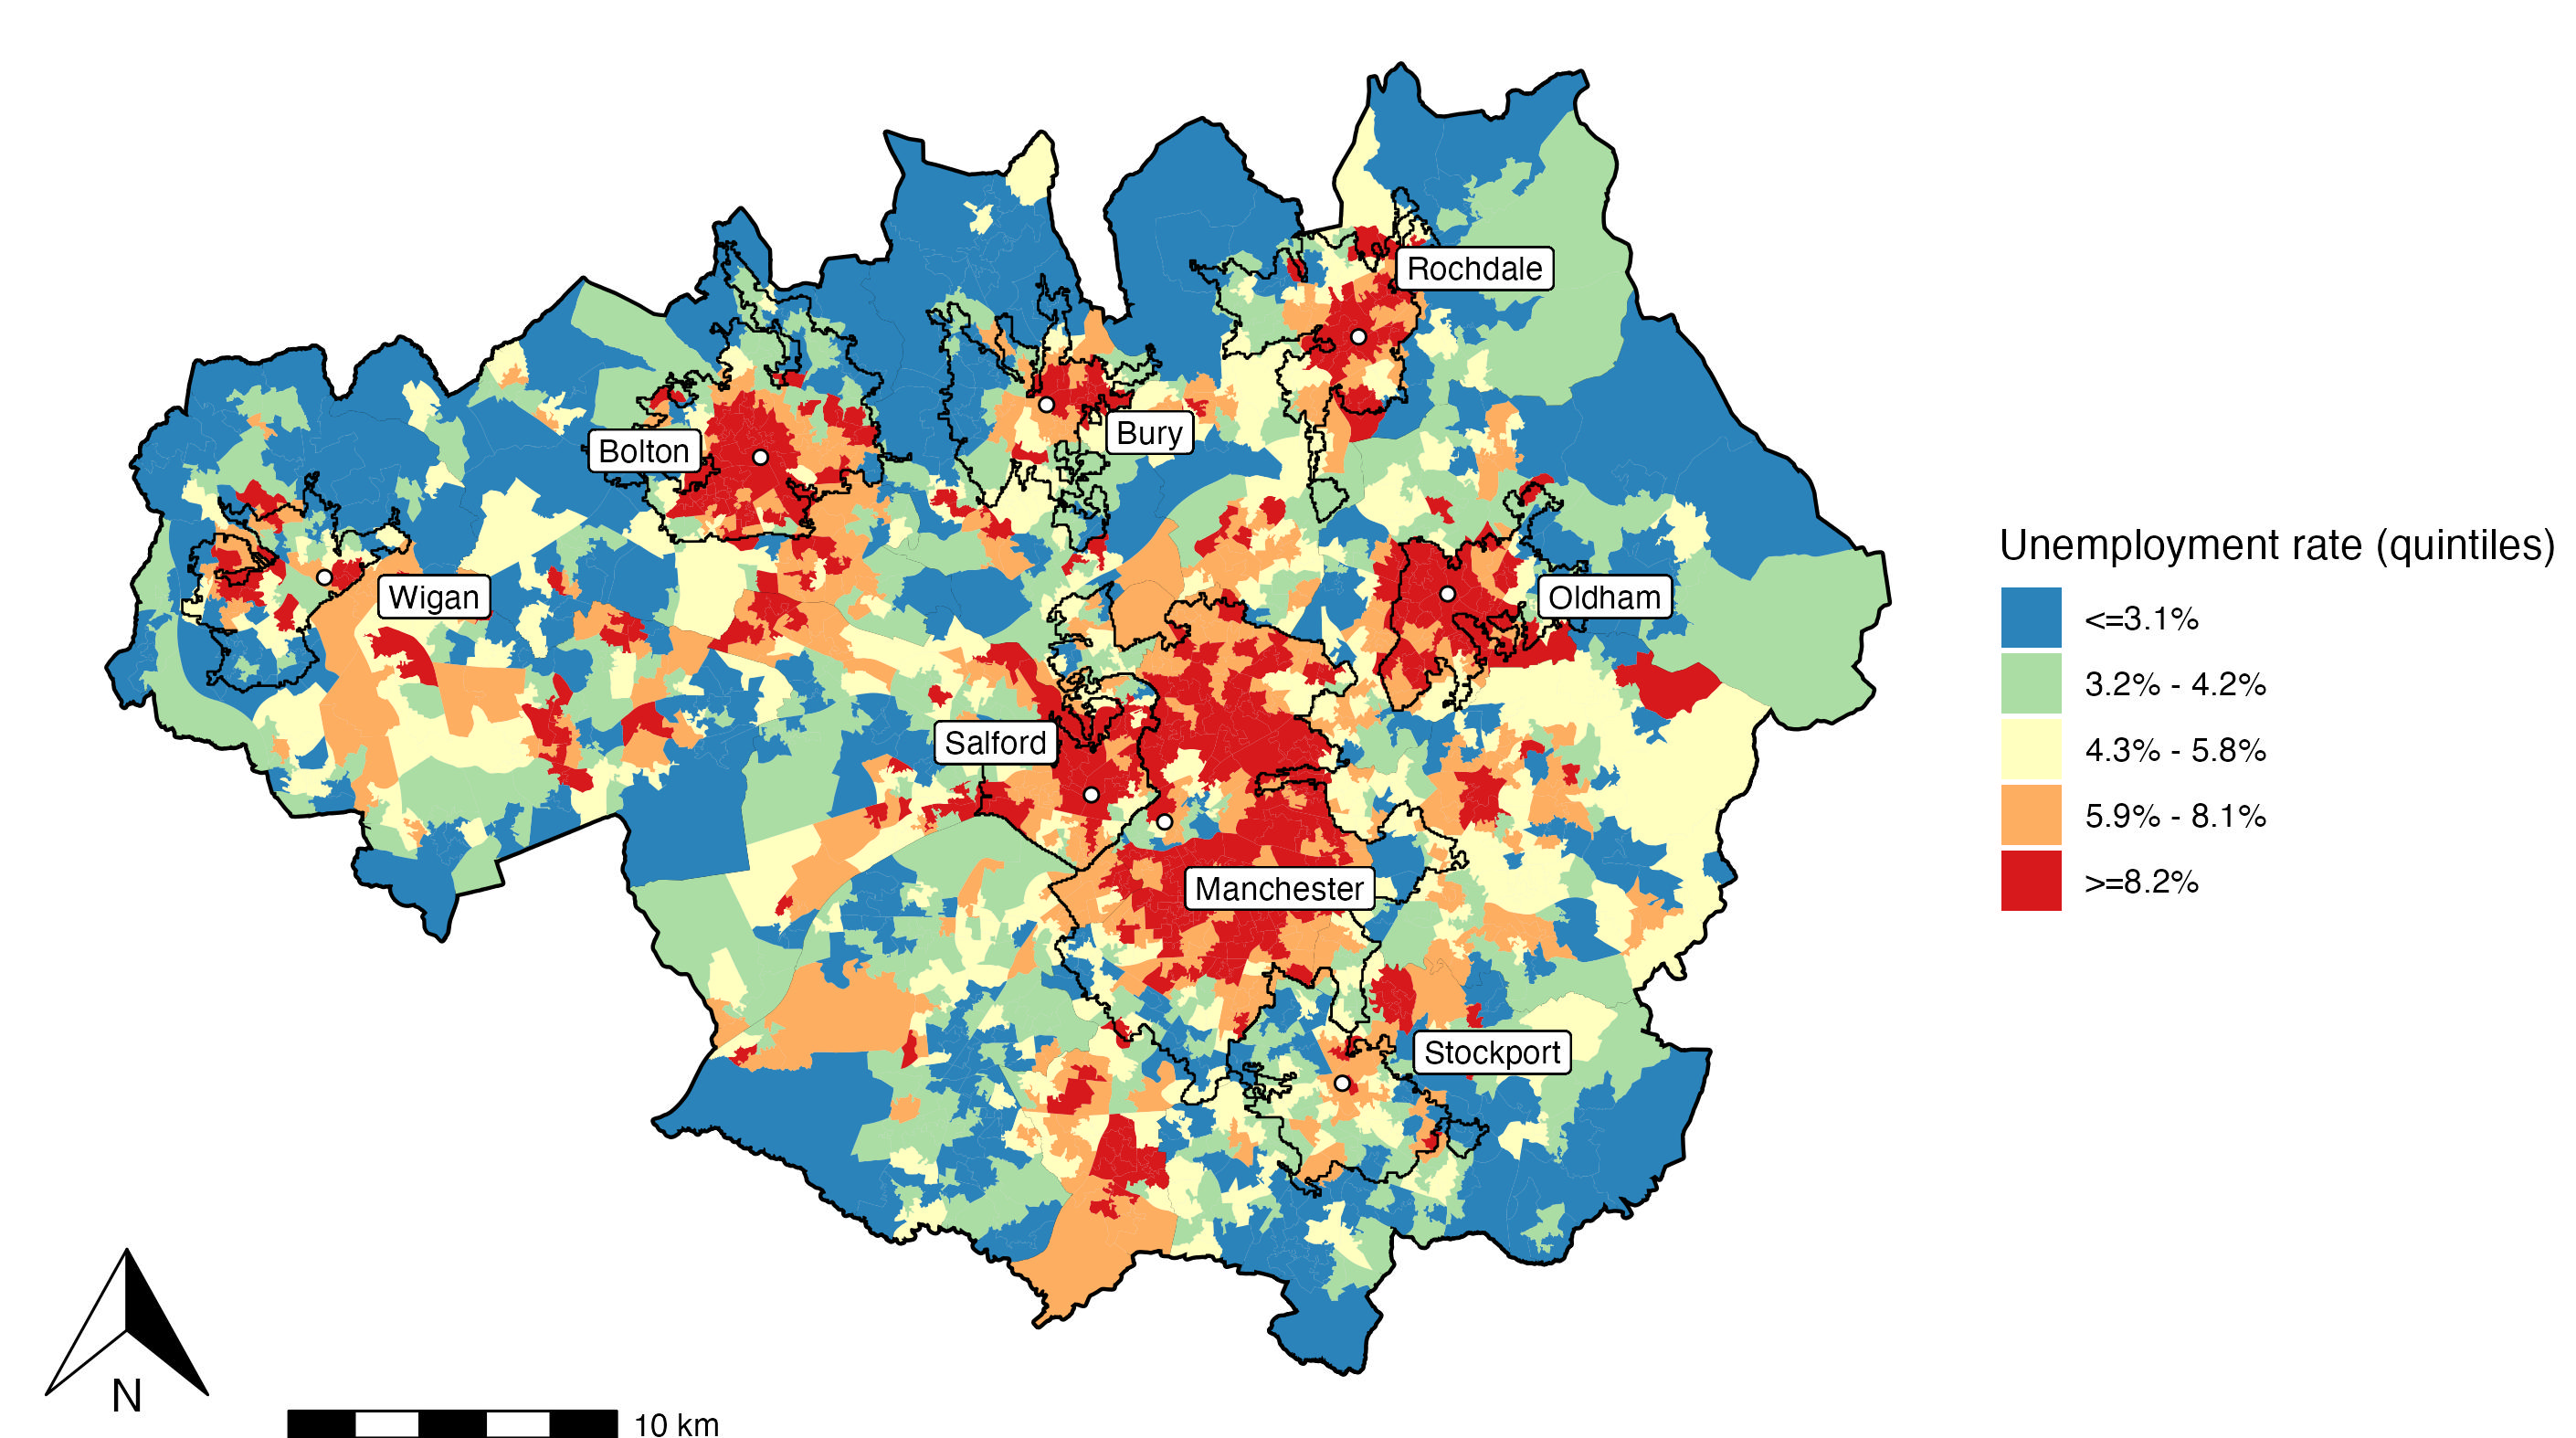 Rochdale
Bury
Bolton
Wigan
Oldham
Salford
Manchester
Stockport
Unemployment rate (quintiles)
<=3.1%
3.2% - 4.2%
4.3% - 5.8%
5.9% - 8.1%
>=8.2%
N
10 km